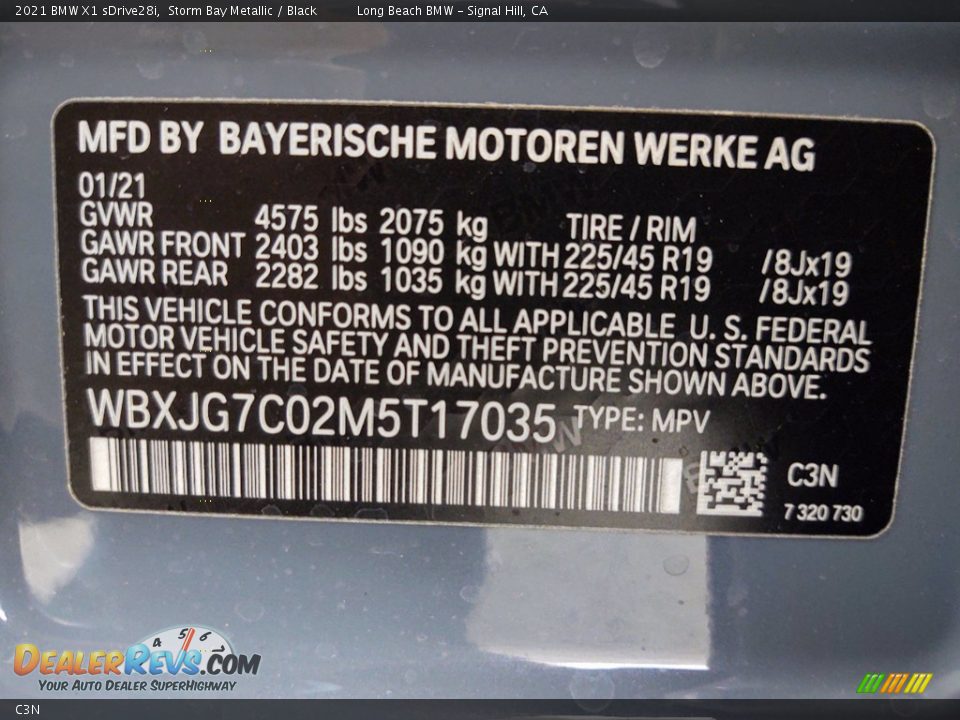 2021 BMW X1 sDrive28i, Storm Bay Metallic / Black Long Beach BMW - Signal Hill, CA
MFD BY BAYERISCHE MOTOREN WERKE AG
01/21
GVWR 4575 lbs 2075 kg TIRE / RIM
GAWR FRONT 2403 lbs 1090 kg WITH 225/45 R19 /8Jx19
GAWR REAR 2282 lbs 1035 kg WITH 225/45 R19 /8Jx19
THIS VEHICLE CONFORMS TO ALL APPLICABLE U. S. FEDERAL
MOTOR VEHICLE SAFETY AND THEFT PREVENTION STANDARDS
IN EFFECT ON THE DATE OF MANUFACTURE SHOWN ABOVE.
WBXJG7C02M5T17035 TYPE: MPV
C3N
7 320 730
4 5 6
DEALERREVS.COM
YOUR AUTO DEALER SUPERHIGHWAY
C3N